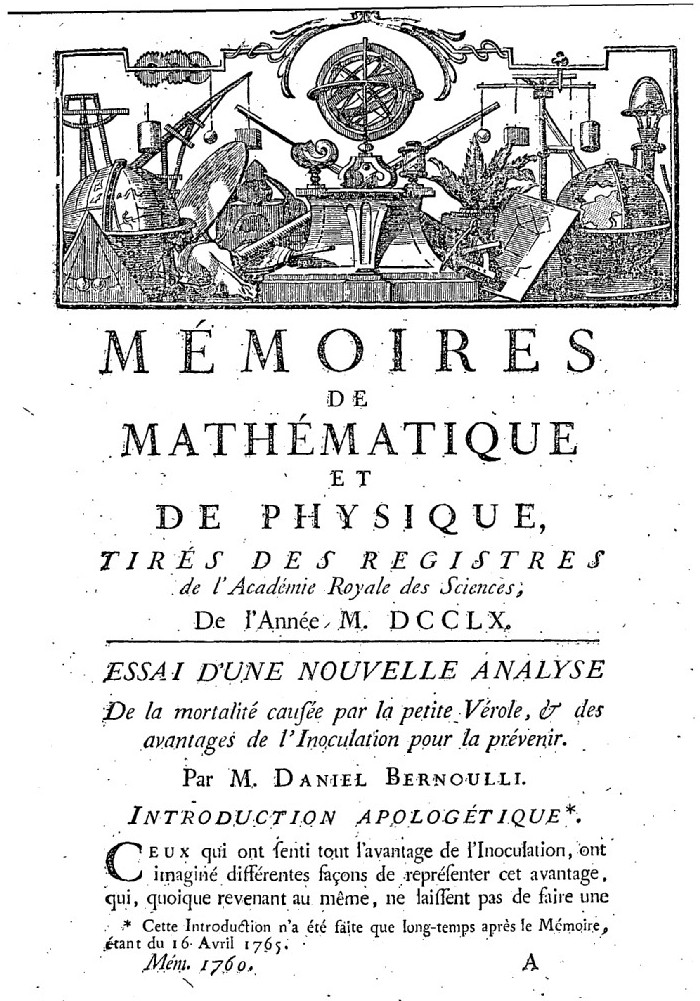 MÉMOIRES
DE
MATHÉMATIQUE
ET
DE PHYSIQUE,
TIRÉS DES REGISTRES
de l'Académie Royale des Sciences;
De l'Année M. DCCLX.
ESSAI D'UNE NOUVELLE ANALYSE
De la mortalité cauſée par la petite Vérole, & des
avantages de l'Inoculation pour la prévenir.
Par M. DANIEL BERNOULLI.
INTRODUCTION APOLOGÉTIQUE*.
CEUX qui ont ſenti tout l'avantage de l'Inoculation, ont
imaginé différentes façons de repréſenter cet avantage,
qui, quoique revenant au même, ne laiſſent pas de faire une
* Cette Introduction n'a été faite que long-temps après le Mémoire,
étant du 16 Avril 1765.
Mém. 1760. A